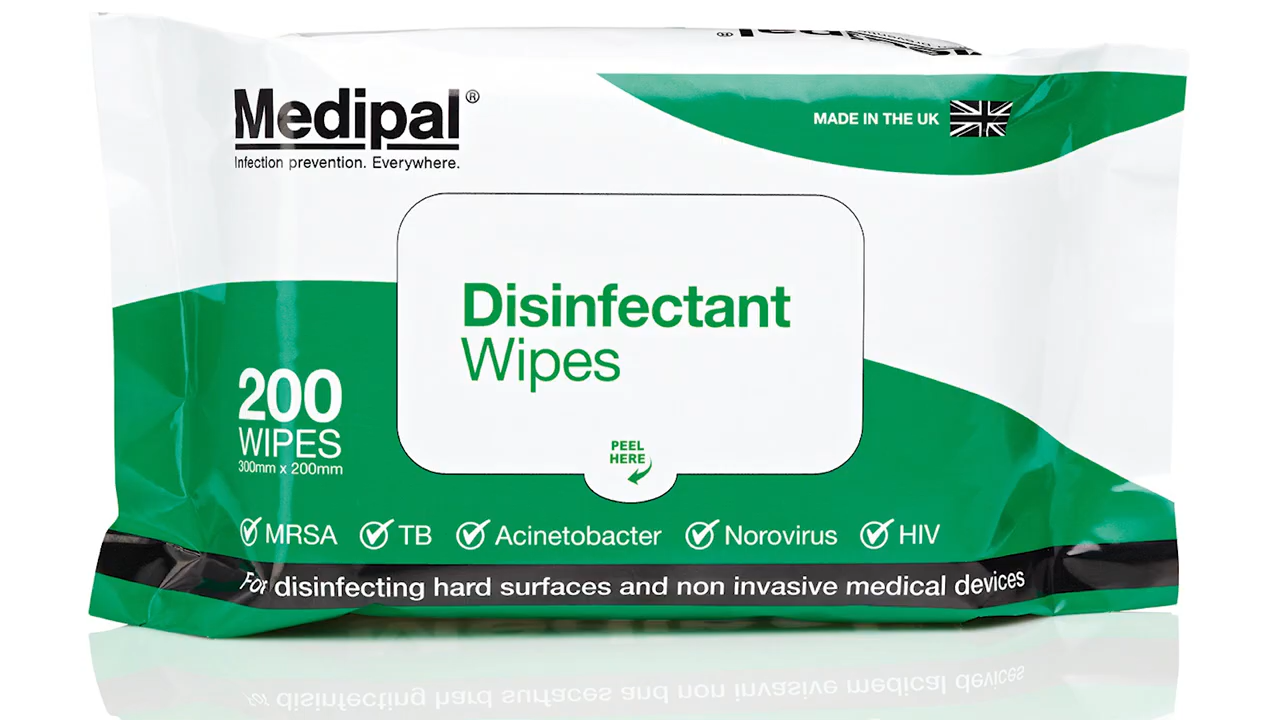 Medipal®
Infection prevention. Everywhere.
MADE IN THE UK
Disinfectant
Wipes
PEEL
HERE
200
WIPES
300mm x 200mm
MRSA TB Acinetobacter Norovirus HIV
For disinfecting hard surfaces and non invasive medical devices